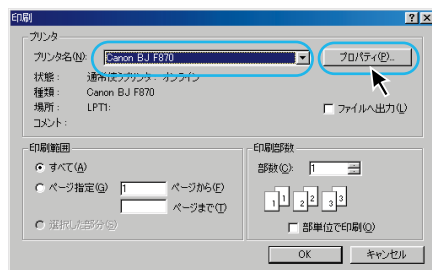 印刷
プリンタ
プリンタ名(N):
Canon BJ F870
プロパティ(P)...
状態:
通常使うプリンタ: オンライン
種類:
Canon BJ F870
場所:
LPT1:
コメント:
ファイルへ出力(L)
印刷範囲
すべて(A)
ページ指定(G)
1
ページから(F)
ページまで(T)
選択した部分(S)
印刷部数
部数(C):
1
1 1 2 2 3 3
部単位で印刷(O)
OK
キャンセル